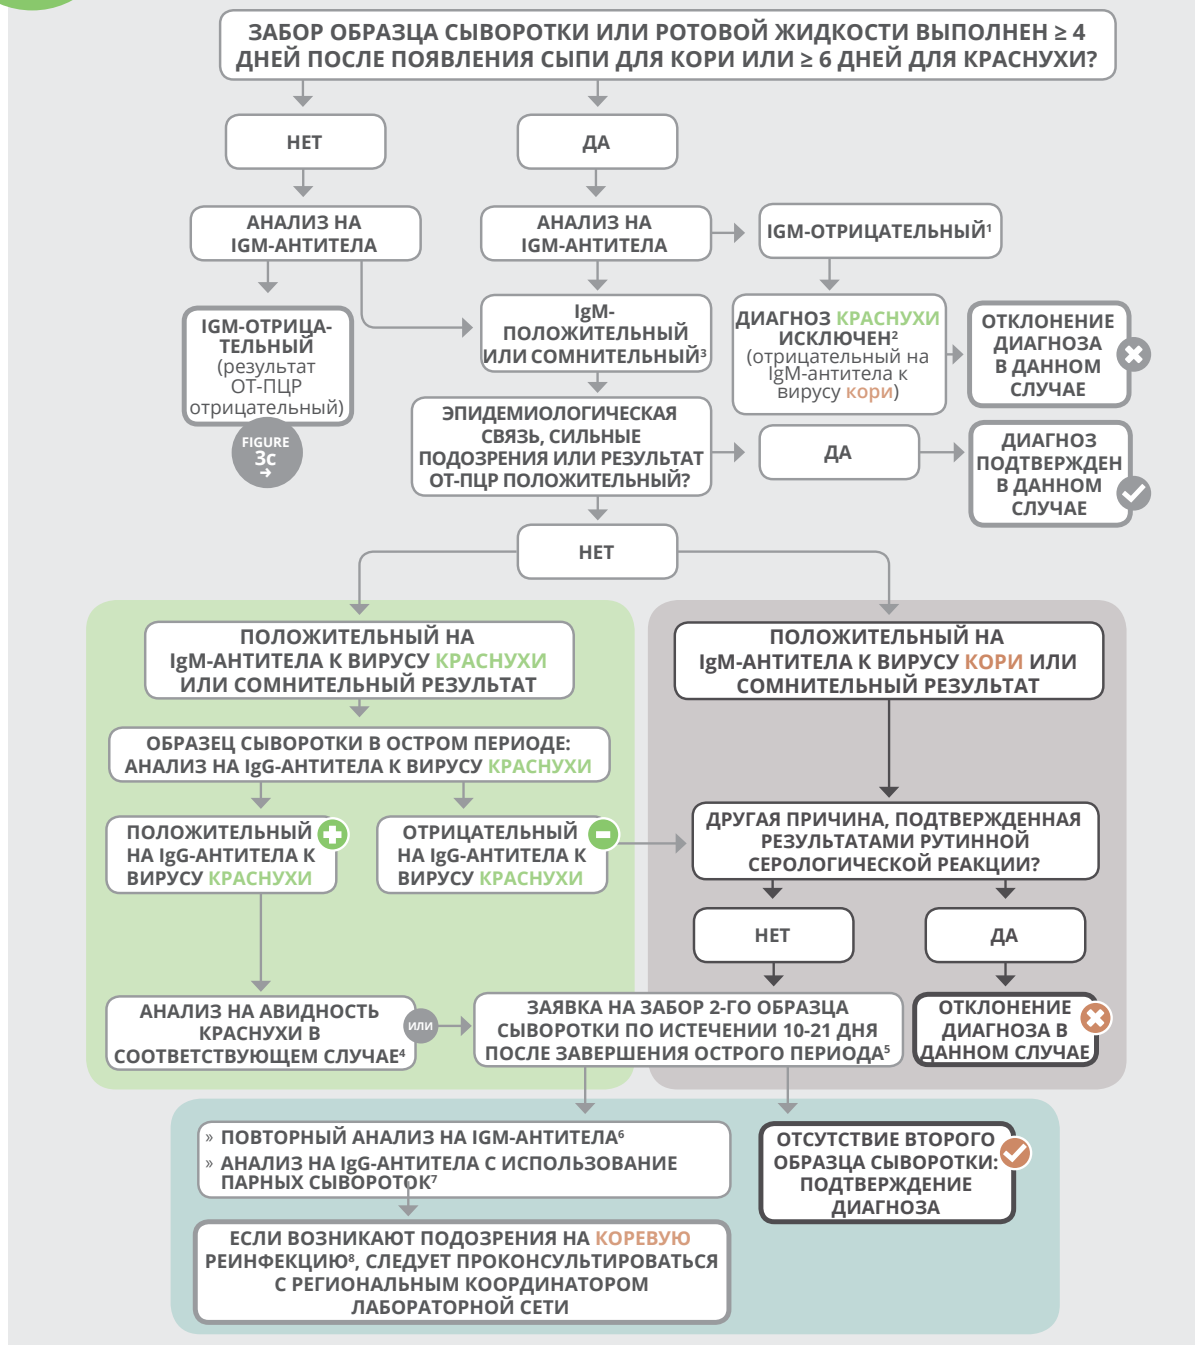 ЗАБОР ОБРАЗЦА СЫВОРОТКИ ИЛИ РОТОВОЙ ЖИДКОСТИ ВЫПОЛНЕН ≥ 4
ДНЕЙ ПОСЛЕ ПОЯВЛЕНИЯ СЫПИ ДЛЯ КОРИ ИЛИ ≥ 6 ДНЕЙ ДЛЯ КРАСНУХИ?
НЕТ
ДА
АНАЛИЗ НА
IGM-АНТИТЕЛА
АНАЛИЗ НА
IGM-АНТИТЕЛА
IGM-ОТРИЦАТЕЛЬНЫЙ¹
IGM-ОТРИЦА-
ТЕЛЬНЫЙ
(результат
ОТ-ПЦР
отрицательный)
FIGURE
3c
IgM-
ПОЛОЖИТЕЛЬНЫЙ
ИЛИ СОМНИТЕЛЬНЫЙ³
ДИАГНОЗ КРАСНУХИ
ИСКЛЮЧЕН²
(отрицательный на
IgM-антитела к
вирусу кори)
ОТКЛОНЕНИЕ
ДИАГНОЗА
В ДАННОМ
СЛУЧАЕ
ЭПИДЕМИОЛОГИЧЕСКАЯ
СВЯЗЬ, СИЛЬНЫЕ
ПОДОЗРЕНИЯ ИЛИ РЕЗУЛЬТАТ
ОТ-ПЦР ПОЛОЖИТЕЛЬНЫЙ?
ДА
ДИАГНОЗ
ПОДТВЕРЖДЕН
В ДАННОМ
СЛУЧАЕ
НЕТ
ПОЛОЖИТЕЛЬНЫЙ НА
IgM-АНТИТЕЛА К ВИРУСУ КРАСНУХИ
ИЛИ СОМНИТЕЛЬНЫЙ РЕЗУЛЬТАТ
ПОЛОЖИТЕЛЬНЫЙ НА
IgM-АНТИТЕЛА К ВИРУСУ КОРИ ИЛИ
СОМНИТЕЛЬНЫЙ РЕЗУЛЬТАТ
ОБРАЗЕЦ СЫВОРОТКИ В ОСТРОМ ПЕРИОДЕ:
АНАЛИЗ НА IgG-АНТИТЕЛА К ВИРУСУ КРАСНУХИ
ПОЛОЖИТЕЛЬНЫЙ
НА IgG-АНТИТЕЛА К
ВИРУСУ КРАСНУХИ
ОТРИЦАТЕЛЬНЫЙ
НА IgG-АНТИТЕЛА К
ВИРУСУ КРАСНУХИ
ДРУГАЯ ПРИЧИНА, ПОДТВЕРЖДЕННАЯ
РЕЗУЛЬТАТАМИ РУТИННОЙ
СЕРОЛОГИЧЕСКОЙ РЕАКЦИИ?
НЕТ
ДА
АНАЛИЗ НА АВИДНОСТЬ
КРАСНУХИ В
СООТВЕТСТВУЮЩЕМ СЛУЧАЕ⁴
ИЛИ
ЗАЯВКА НА ЗАБОР 2-ГО ОБРАЗЦА
СЫВОРОТКИ ПО ИСТЕЧЕНИИ 10-21 ДНЯ
ПОСЛЕ ЗАВЕРШЕНИЯ ОСТРОГО ПЕРИОДА⁵
ОТКЛОНЕНИЕ
ДИАГНОЗА В
ДАННОМ СЛУЧАЕ
» ПОВТОРНЫЙ АНАЛИЗ НА IGM-АНТИТЕЛА⁶
» АНАЛИЗ НА IgG-АНТИТЕЛА С ИСПОЛЬЗОВАНИЕ
ПАРНЫХ СЫВОРОТОК⁷
ОТСУТСТВИЕ ВТОРОГО
ОБРАЗЦА СЫВОРОТКИ:
ПОДТВЕРЖДЕНИЕ
ДИАГНОЗА
ЕСЛИ ВОЗНИКАЮТ ПОДОЗРЕНИЯ НА КОРЕВУЮ
РЕИНФЕКЦИЮ⁸, СЛЕДУЕТ ПРОКОНСУЛЬТИРОВАТЬСЯ
С РЕГИОНАЛЬНЫМ КООРДИНАТОРОМ
ЛАБОРАТОРНОЙ СЕТИ